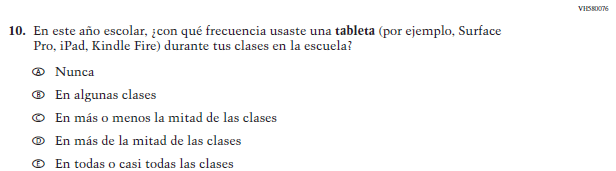 VH580076
10. En este año escolar, ¿con qué frecuencia usaste una tableta (por ejemplo, Surface
Pro, iPad, Kindle Fire) durante tus clases en la escuela?
A Nunca
B En algunas clases
C En más o menos la mitad de las clases
D En más de la mitad de las clases
E En todas o casi todas las clases